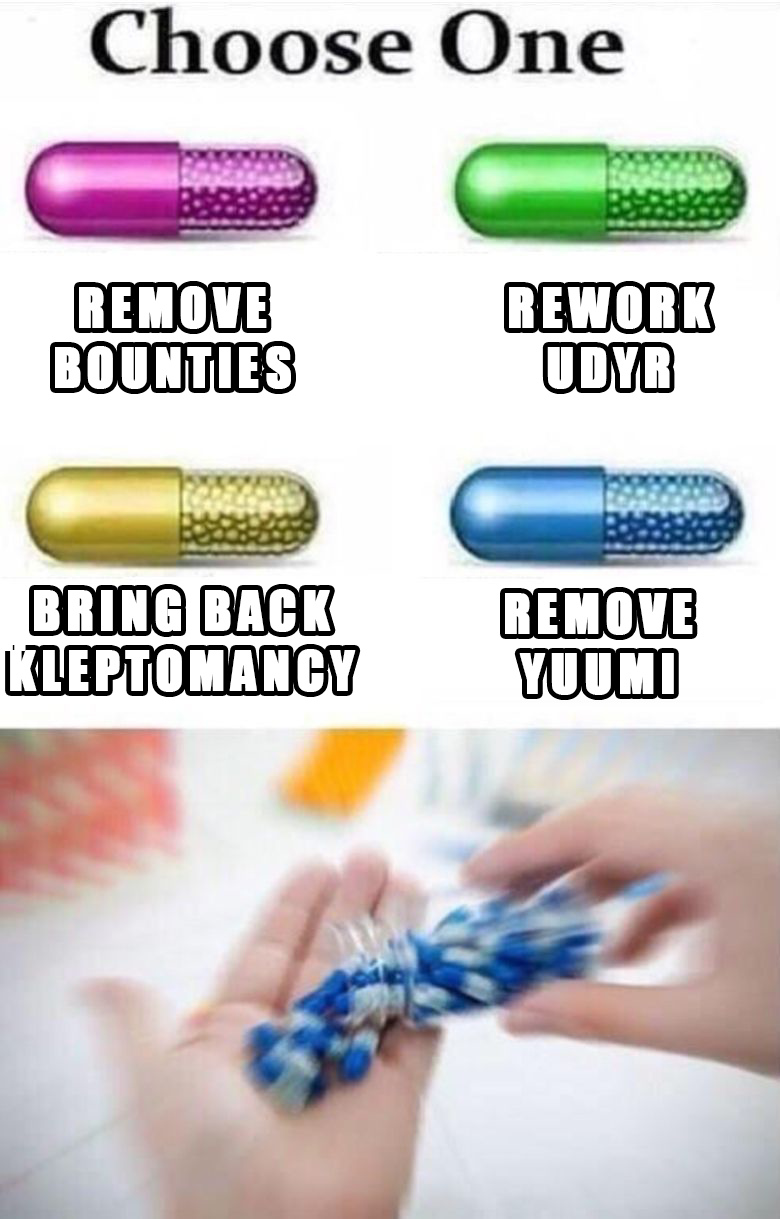 Choose One
REMOVE
BOUNTIES
REWORK
UDYR
BRING BACK
KLEPTOMANCY
REMOVE
YUUMI